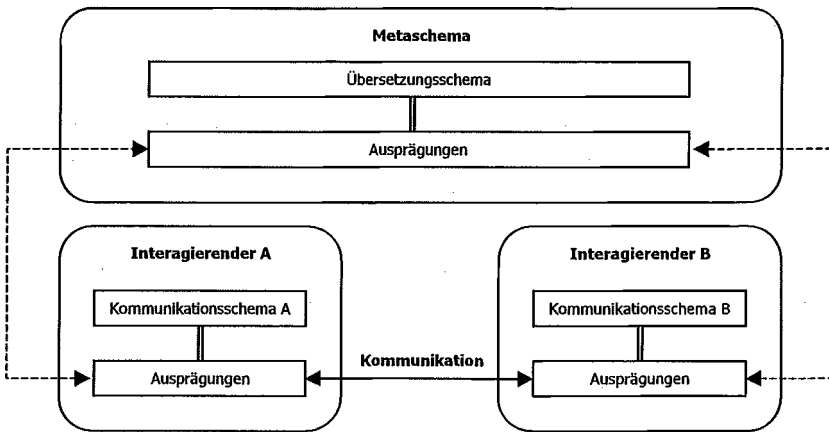 Metaschema
Übersetzungsschema
Ausprägungen
Interagierender A
Kommunikationsschema A
Ausprägungen
Kommunikation
Interagierender B
Kommunikationsschema B
Ausprägungen